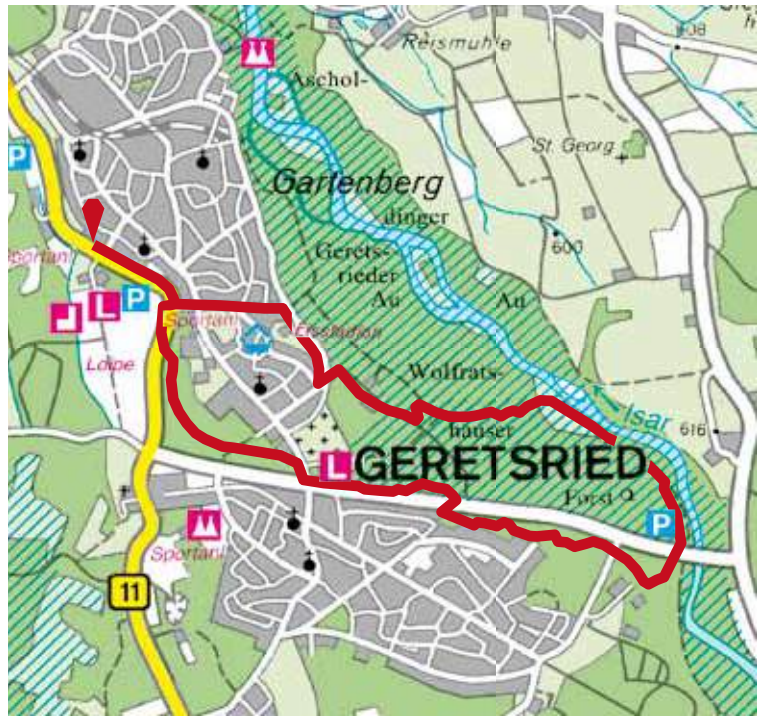 608
Reismühle
Aschol-
St. Georg
P
Gartenberg
dinger
600
Gerets-
rieder
Au
Au
Sportanl
P
L
Sportanl
Eisstadion
Loipe
Wolfrats-
Isar
hauser
616
L
GERETSRIED
Forst
P
Sportanl
11